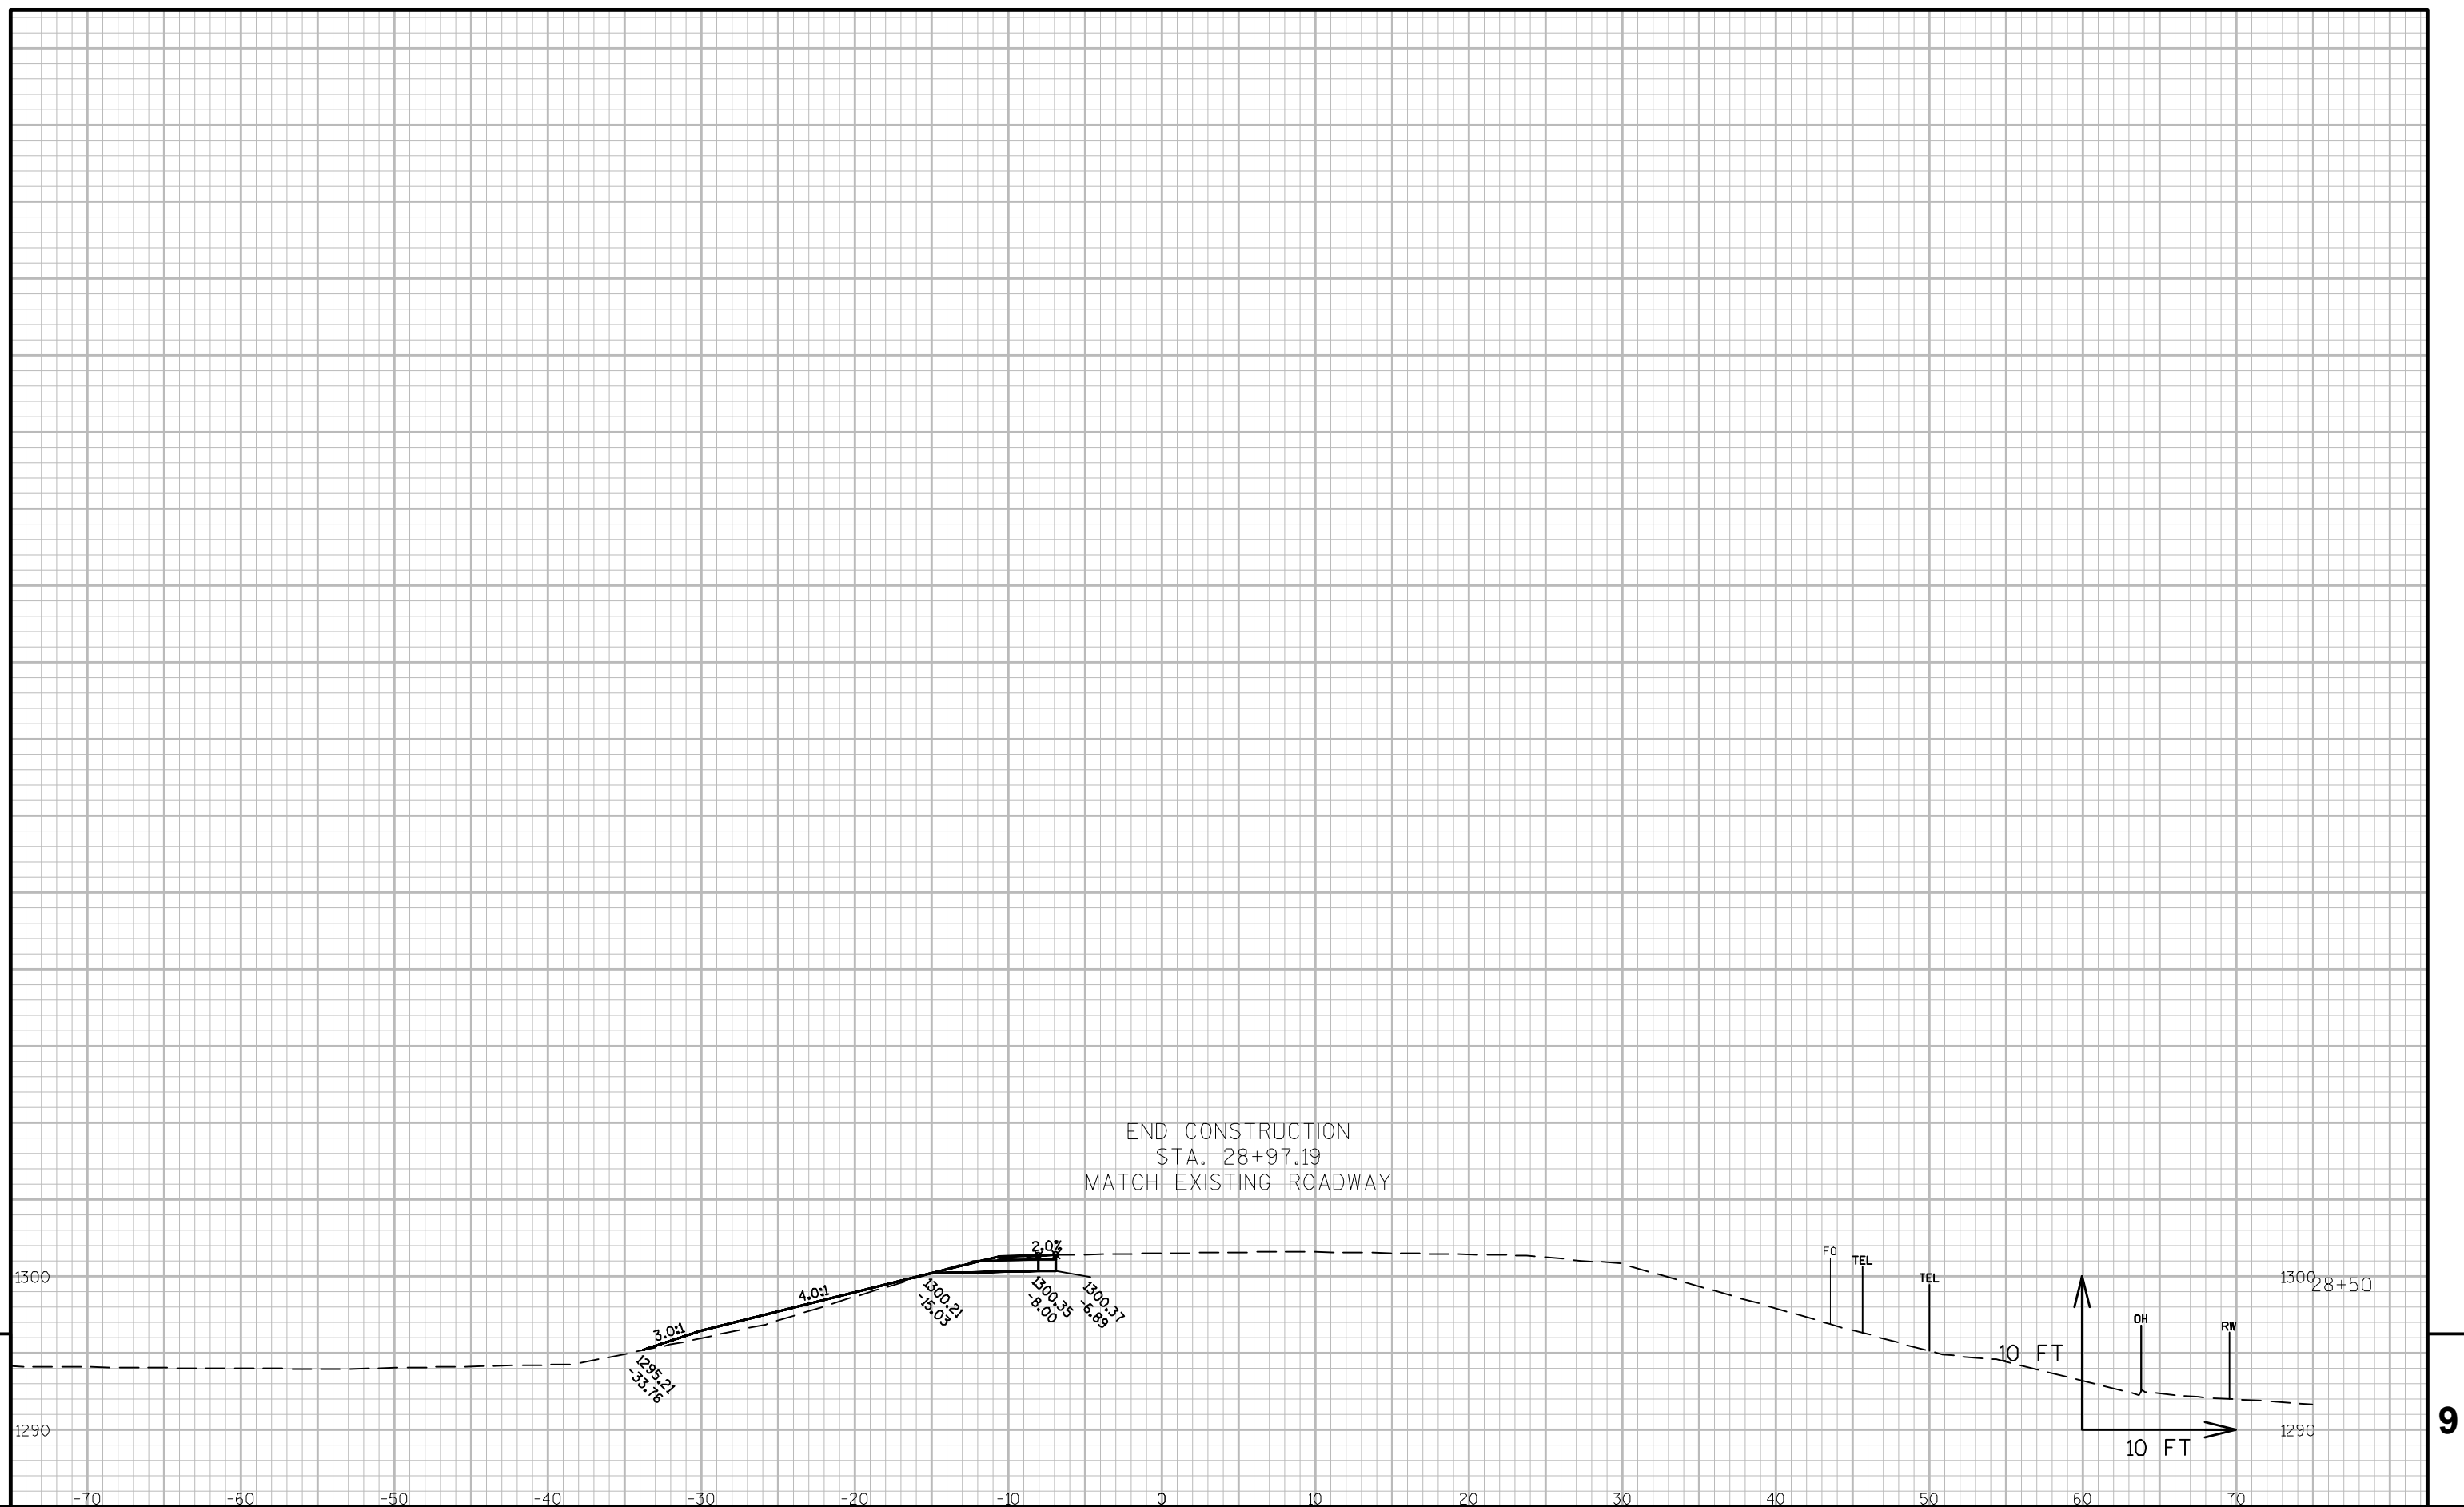 END CONSTRUCTION
STA. 28+97.19
MATCH EXISTING ROADWAY
2.0%
FO
TEL
TEL
1300
1300
28+50
4.0:1
3.0:1
1300.21
-15.03
1300.35
-8.00
1300.37
-6.89
OH
RW
10 FT
1295.21
-33.76
1290
1290
10 FT
9
-70 -60 -50 -40 -30 -20 -10 0 10 20 30 40 50 60 70